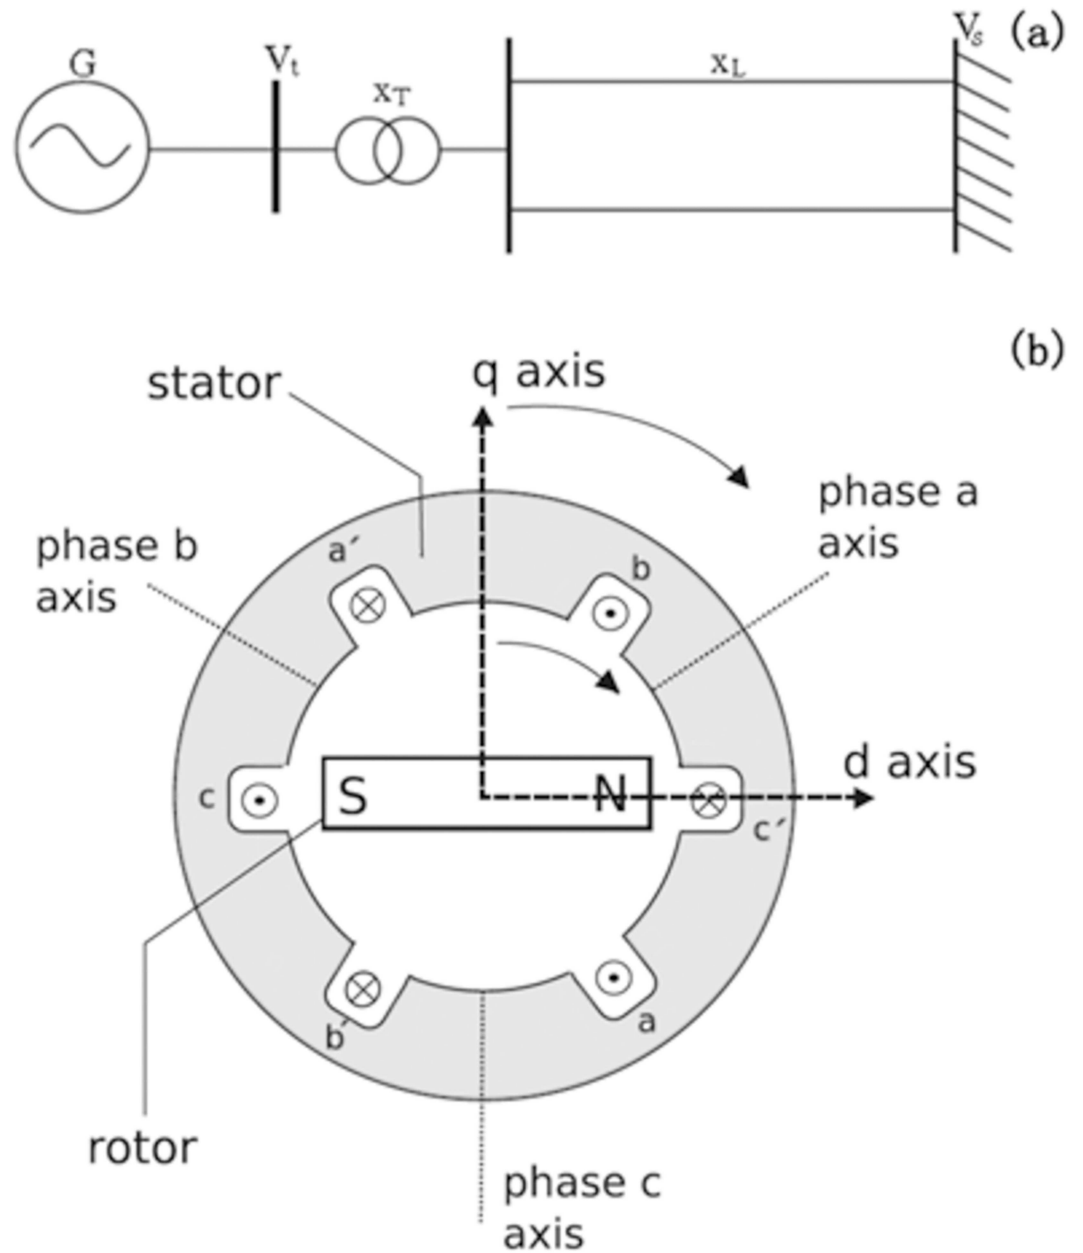 G
Vt
xT
xL
Vs
(a)
(b)
stator
q axis
phase a
axis
phase b
axis
a′
b
d axis
c
S
N
c′
b′
a
rotor
phase c
axis